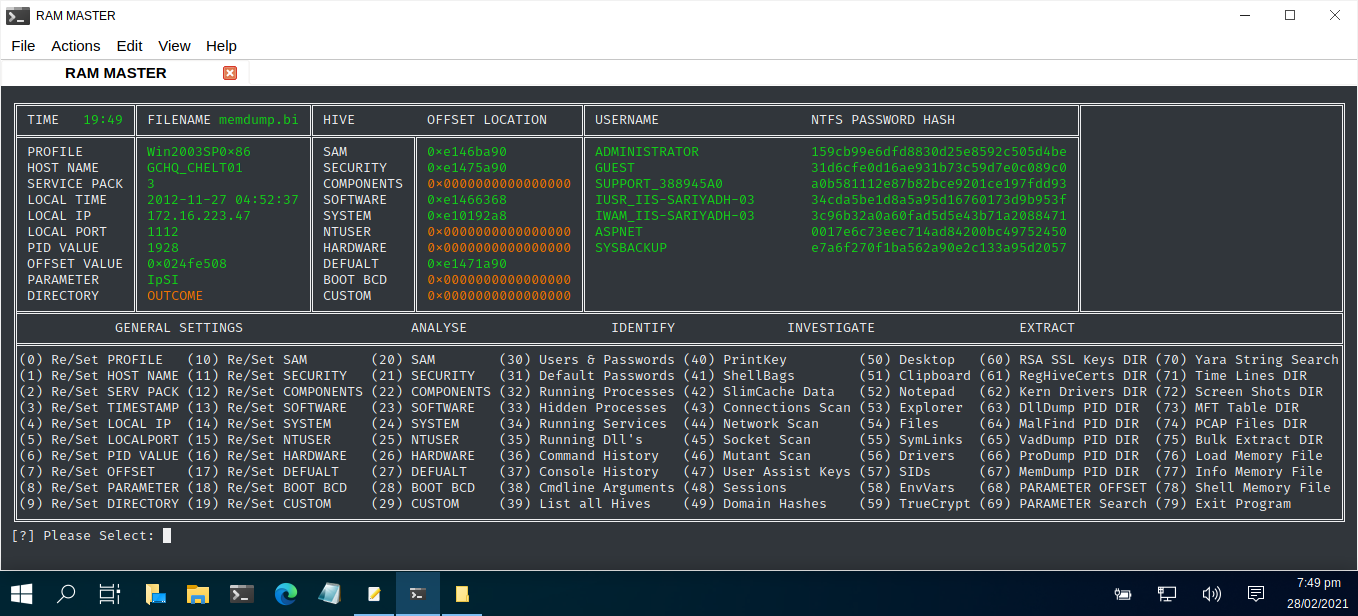 RAM MASTER
File Actions Edit View Help
RAM MASTER
TIME 19:49 FILENAME memdump.bi HIVE OFFSET LOCATION USERNAME NTFS PASSWORD HASH
PROFILE Win2003SP0×86 SAM 0×e146ba90 ADMINISTRATOR 159cb99e6dfd8830d25e8592c505d4be
HOST NAME GCHQ_CHELT01 SECURITY 0×e1475a90 GUEST 31d6cfe0d16ae931b73c59d7e0c089c0
SERVICE PACK 3 COMPONENTS 0×0000000000000000 SUPPORT_388945A0 a0b581112e87b82bce9201ce197fdd93
LOCAL TIME 2012-11-27 04:52:37 SOFTWARE 0×e1466368 IUSR_IIS-SARIYADH-03 34cda5be1d8a5a95d16760173d9b953f
LOCAL IP 172.16.223.47 SYSTEM 0×e10192a8 IWAM_IIS-SARIYADH-03 3c96b32a0a60fad5d5e43b71a2088471
LOCAL PORT 1112 NTUSER 0×0000000000000000 ASPNET 0017e6c73eec714ad84200bc49752450
PID VALUE 1928 HARDWARE 0×0000000000000000 SYSBACKUP e7a6f270f1ba562a90e2c133a95d2057
OFFSET VALUE 0×024fe508 DEFUALT 0×e1471a90
PARAMETER IpSI BOOT BCD 0×0000000000000000
DIRECTORY OUTCOME CUSTOM 0×0000000000000000
GENERAL SETTINGS ANALYSE IDENTIFY INVESTIGATE EXTRACT
(0) Re/Set PROFILE (10) Re/Set SAM (20) SAM (30) Users & Passwords (40) PrintKey (50) Desktop (60) RSA SSL Keys DIR (70) Yara String Search
(1) Re/Set HOST NAME (11) Re/Set SECURITY (21) SECURITY (31) Default Passwords (41) ShellBags (51) Clipboard (61) RegHiveCerts DIR (71) Time Lines DIR
(2) Re/Set SERV PACK (12) Re/Set COMPONENTS (22) COMPONENTS (32) Running Processes (42) SlimCache Data (52) Notepad (62) Kern Drivers DIR (72) Screen Shots DIR
(3) Re/Set TIMESTAMP (13) Re/Set SOFTWARE (23) SOFTWARE (33) Hidden Processes (43) Connections Scan (53) Explorer (63) DllDump PID DIR (73) MFT Table DIR
(4) Re/Set LOCAL IP (14) Re/Set SYSTEM (24) SYSTEM (34) Running Services (44) Network Scan (54) Files (64) MalFind PID DIR (74) PCAP Files DIR
(5) Re/Set LOCALPORT (15) Re/Set NTUSER (25) NTUSER (35) Running Dll's (45) Socket Scan (55) SymLinks (65) VadDump PID DIR (75) Bulk Extract DIR
(6) Re/Set PID VALUE (16) Re/Set HARDWARE (26) HARDWARE (36) Command History (46) Mutant Scan (56) Drivers (66) ProDump PID DIR (76) Load Memory File
(7) Re/Set OFFSET (17) Re/Set DEFUALT (27) DEFUALT (37) Console History (47) User Assist Keys (57) SIDs (67) MemDump PID DIR (77) Info Memory File
(8) Re/Set PARAMETER (18) Re/Set BOOT BCD (28) BOOT BCD (38) Cmdline Arguments (48) Sessions (58) EnvVars (68) PARAMETER OFFSET (78) Shell Memory File
(9) Re/Set DIRECTORY (19) Re/Set CUSTOM (29) CUSTOM (39) List all Hives (49) Domain Hashes (59) TrueCrypt (69) PARAMETER Search (79) Exit Program
[?] Please Select:
7:49 pm
28/02/2021